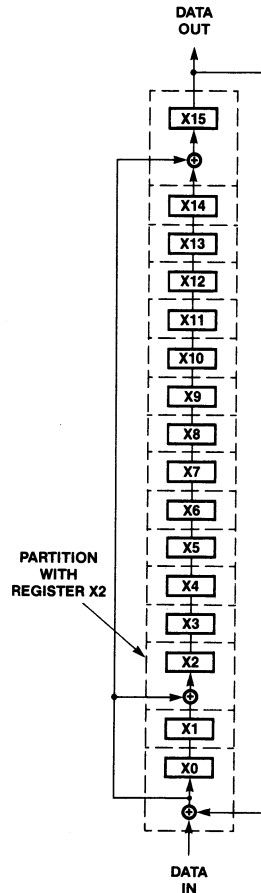 DATA
OUT
X15
X14
X13
X12
X11
X10
X9
X8
X7
X6
X5
X4
X3
PARTITION
WITH
REGISTER X2
X2
X1
X0
DATA
IN